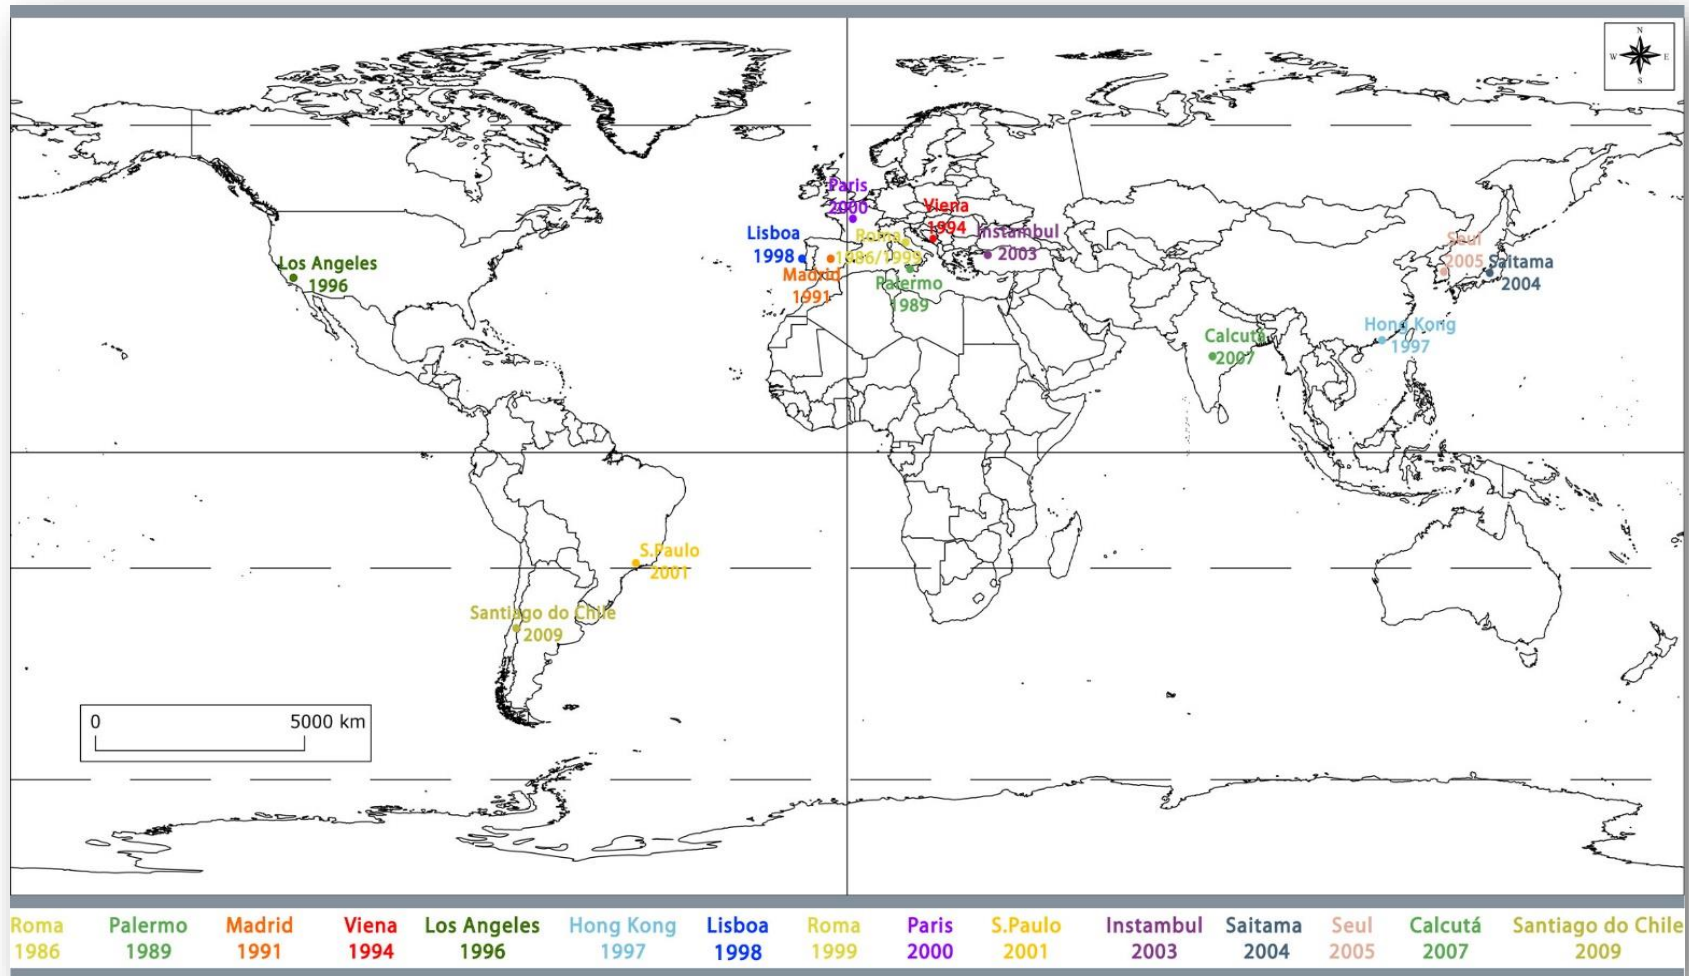 N
W E
S
Paris
2000
Viena
1994
Lisboa
1998
Roma
1986/1999
Instambul
2003
Madrid
1991
Palermo
1989
Los Angeles
1996
Seul
2005
Saitama
2004
Calcutá
2007
Hong Kong
1997
S.Paulo
2001
Santiago do Chile
2009
0 5000 km
Roma Palermo Madrid Viena Los Angeles Hong Kong Lisboa Roma Paris S.Paulo Instambul Saitama Seul Calcutá Santiago do Chile
1986 1989 1991 1994 1996 1997 1998 1999 2000 2001 2003 2004 2005 2007 2009